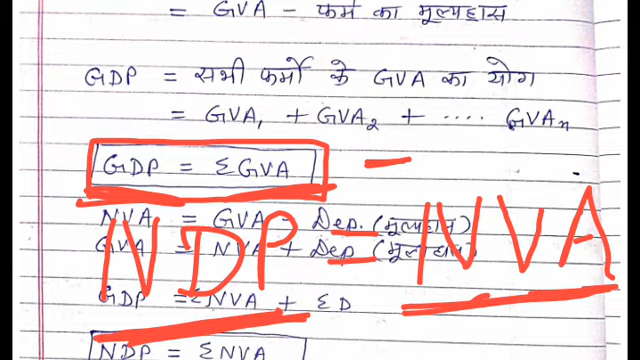 = GVA - फर्म का मूल्यह्रास
GDP = सभी फर्मों के GVA का योग
= GVA₁ + GVA₂ + .... GVAₙ
GDP = ΣGVA -
NVA = GVA - Dep. (मूल्यह्रास)
GVA = NVA + Dep (मूल्यह्रास)
NDP NVA
GDP = ΣNVA + ΣD
NDP = ΣNVA